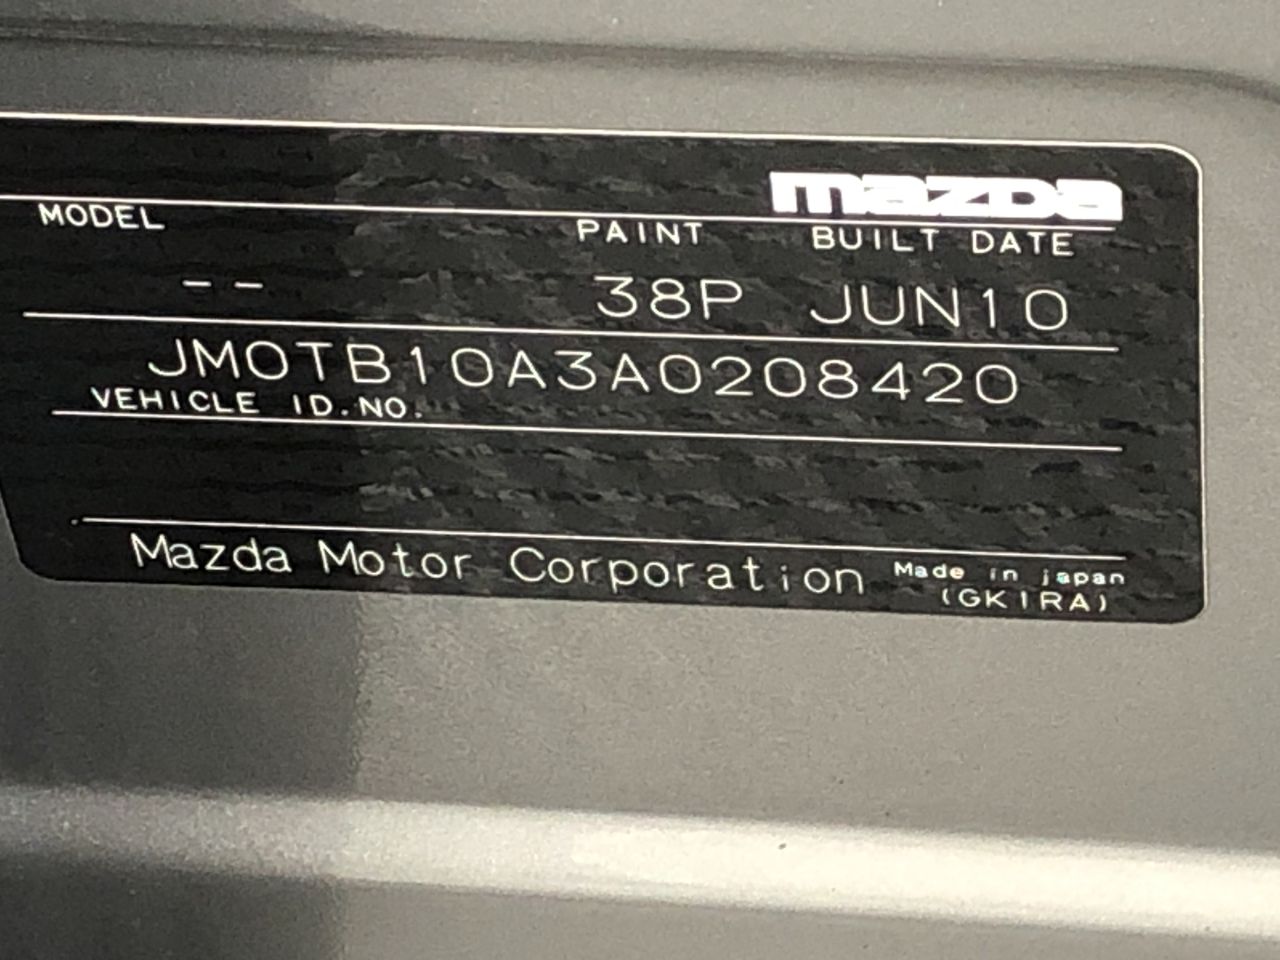 mazda
MODEL PAINT BUILT DATE
-- 38P JUN10
JM0TB10A3A0208420
VEHICLE ID.NO.
Mazda Motor Corporation Made in japan
(GK1RA)